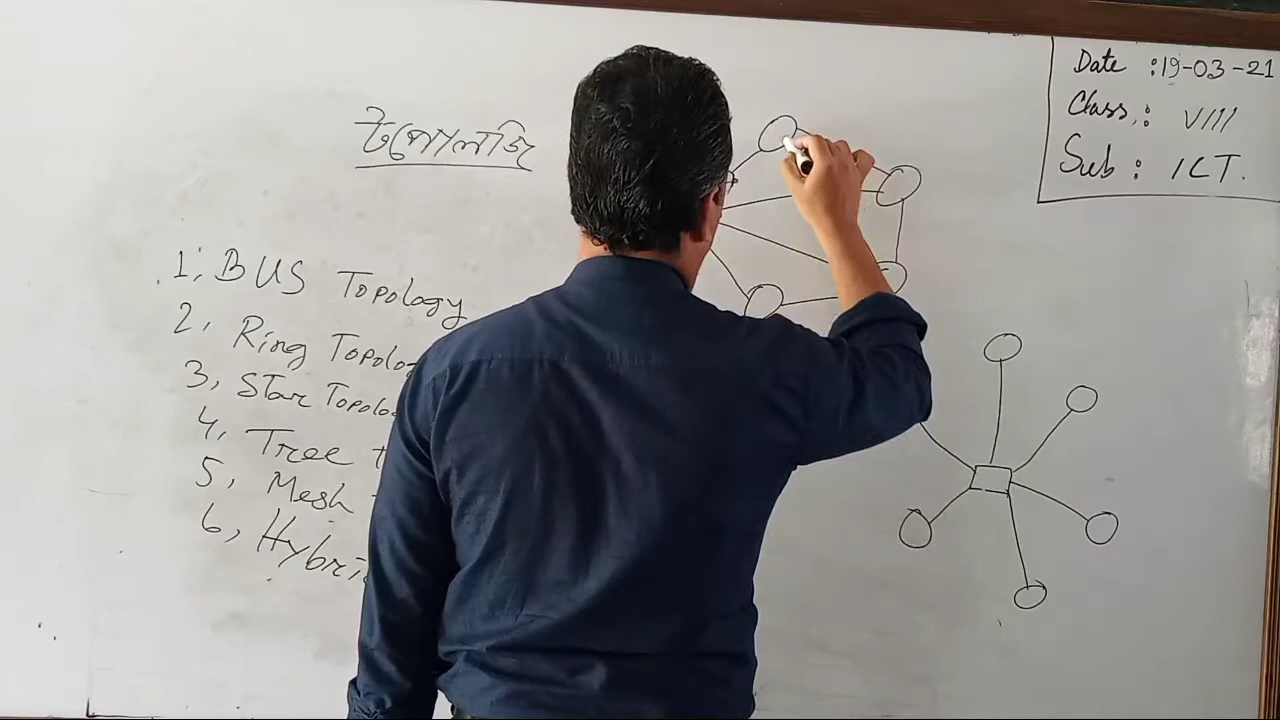 Date : 19-03-21
Class : VIII
Sub : ICT.
টপোলজি
1, BUS Topology
2, Ring
3, Star
4, Tree
5, Mesh
6,